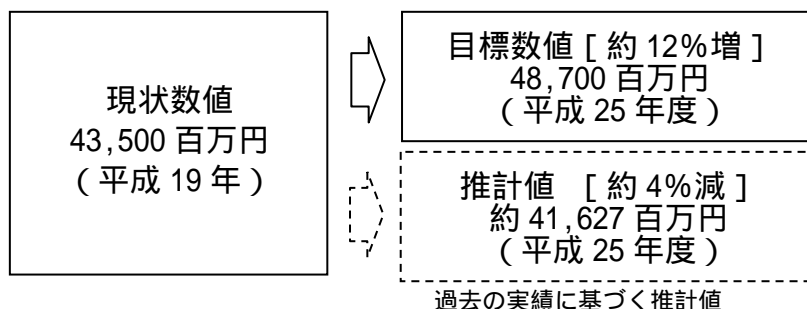 現状数値
43,500 百万円
（平成 19 年）
目標数値 [ 約 12%増 ]
48,700 百万円
（平成 25 年度）
推計値　[ 約 4%減 ]
約 41,627 百万円
（平成 25 年度）
過去の実績に基づく推計値